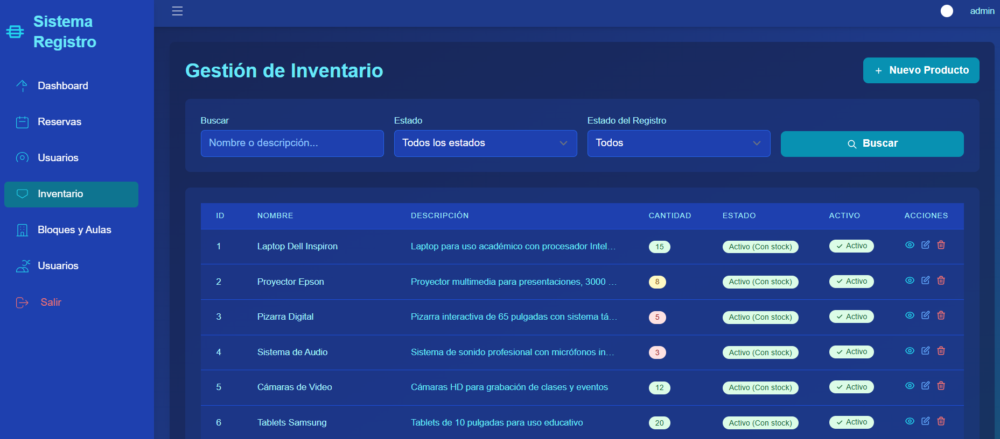 Sistema
Registro
admin
Dashboard
Reservas
Usuarios
Inventario
Bloques y Aulas
Usuarios
Salir
Gestión de Inventario
+ Nuevo Producto
Buscar Estado Estado del Registro
Nombre o descripción... Todos los estados Todos Buscar
ID NOMBRE DESCRIPCIÓN CANTIDAD ESTADO ACTIVO ACCIONES
1 Laptop Dell Inspiron Laptop para uso académico con procesador Intel... 15 Activo (Con stock) ✓ Activo
2 Proyector Epson Proyector multimedia para presentaciones, 3000 ... 8 Activo (Con stock) ✓ Activo
3 Pizarra Digital Pizarra interactiva de 65 pulgadas con sistema tá... 5 Activo (Con stock) ✓ Activo
4 Sistema de Audio Sistema de sonido profesional con micrófonos in... 3 Activo (Con stock) ✓ Activo
5 Cámaras de Video Cámaras HD para grabación de clases y eventos 12 Activo (Con stock) ✓ Activo
6 Tablets Samsung Tablets de 10 pulgadas para uso educativo 20 Activo (Con stock) ✓ Activo